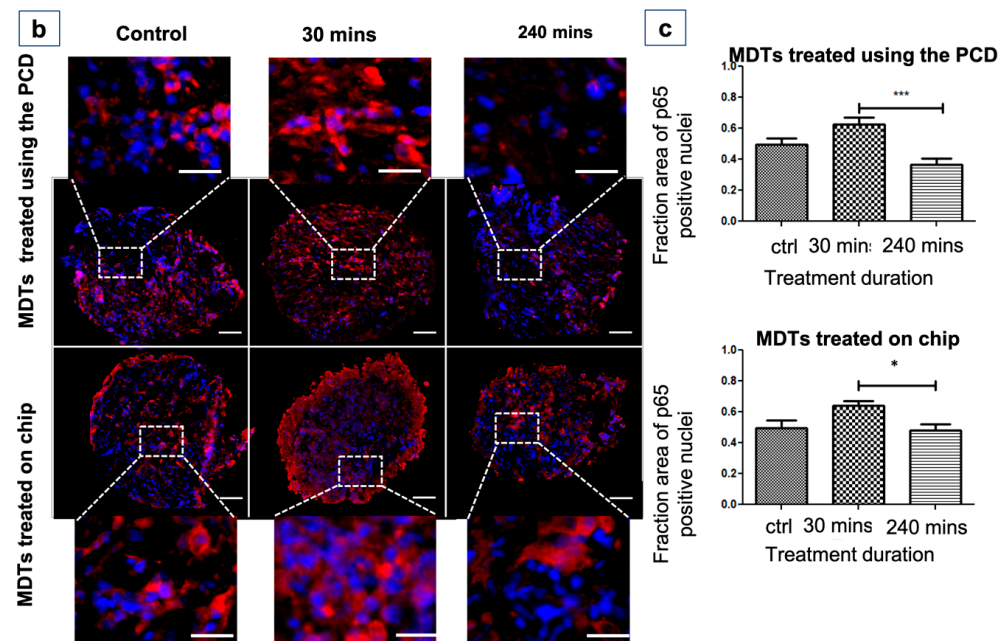 b
Control
30 mins
240 mins
MDTs treated using the PCD
MDTs treated on chip
c
MDTs treated using the PCD
Fraction area of p65
positive nuclei
1.0
0.8
0.6
0.4
0.2
0.0
***
ctrl 30 mins 240 mins
Treatment duration
MDTs treated on chip
Fraction area of p65
positive nuclei
1.0
0.8
0.6
0.4
0.2
0.0
*
ctrl 30 mins 240 mins
Treatment duration